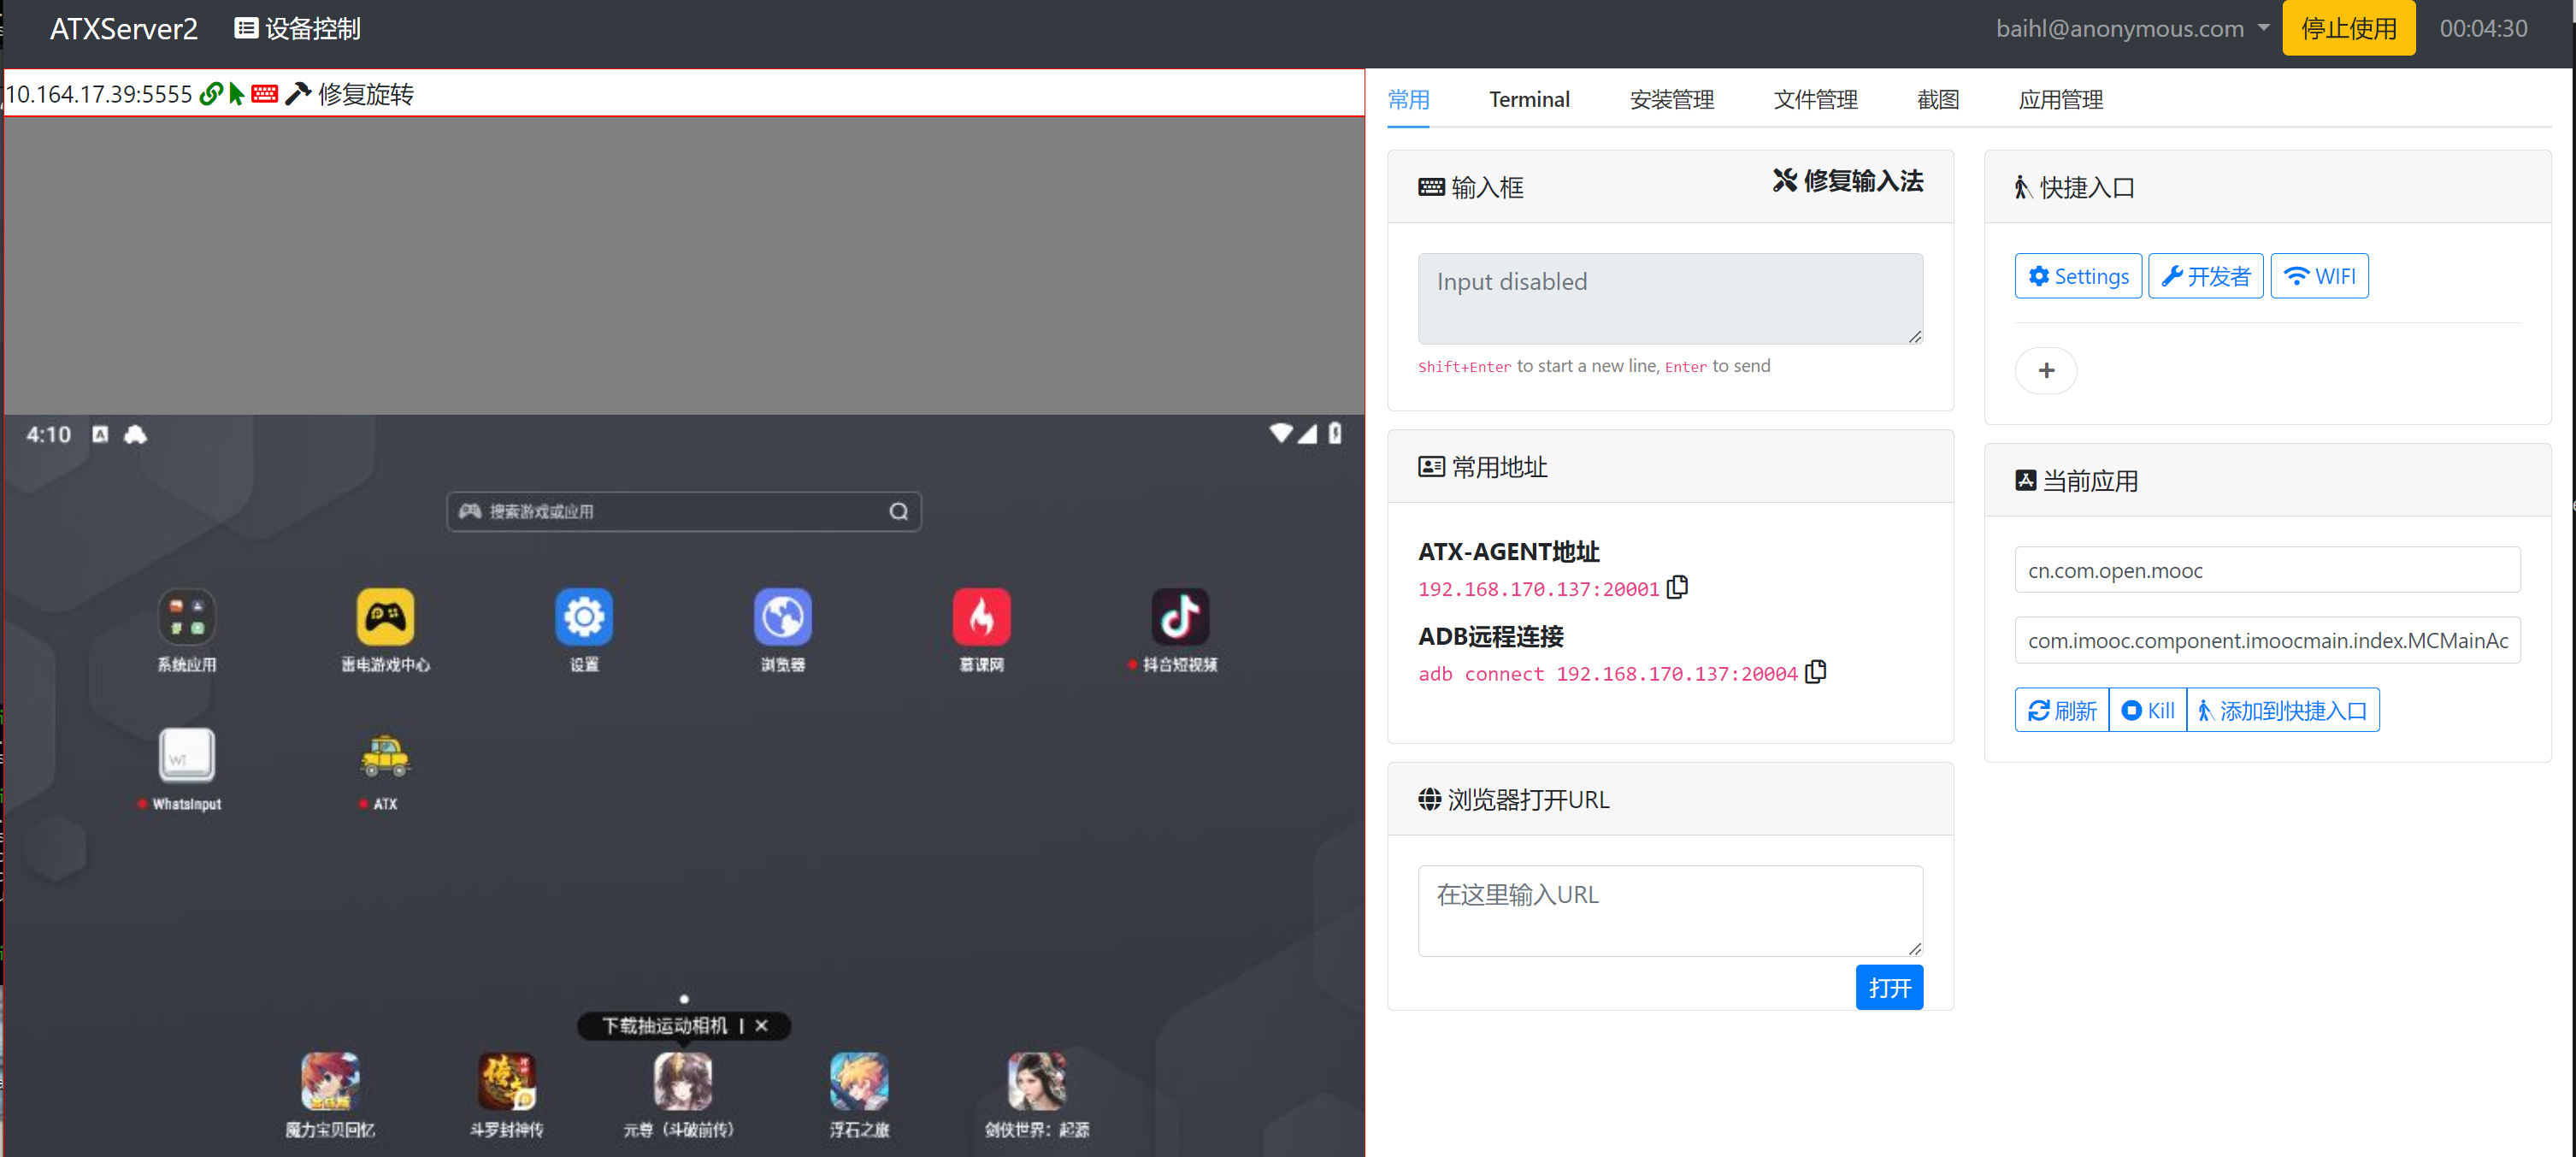 ATXServer2 设备控制 baihl@anonymous.com 停止使用 00:04:30
10.164.17.39:5555 修复旋转
4:10
搜索游戏或应用
系统应用 雷电游戏中心 设置 浏览器 慕课网 抖音短视频
WhatsInput ATX
下载抽运动相机 | ×
魔力宝贝回忆 斗罗封神传 元尊（斗破前传） 浮石之旅 剑侠世界：起源
常用 Terminal 安装管理 文件管理 截图 应用管理
输入框 修复输入法
Input disabled
Shift+Enter to start a new line, Enter to send
常用地址
ATX-AGENT地址
192.168.170.137:20001
ADB远程连接
adb connect 192.168.170.137:20004
浏览器打开URL
在这里输入URL
打开
快捷入口
Settings 开发者 WIFI
+
当前应用
cn.com.open.mooc
com.imooc.component.imoocmain.index.MCMainAc
刷新 Kill 添加到快捷入口